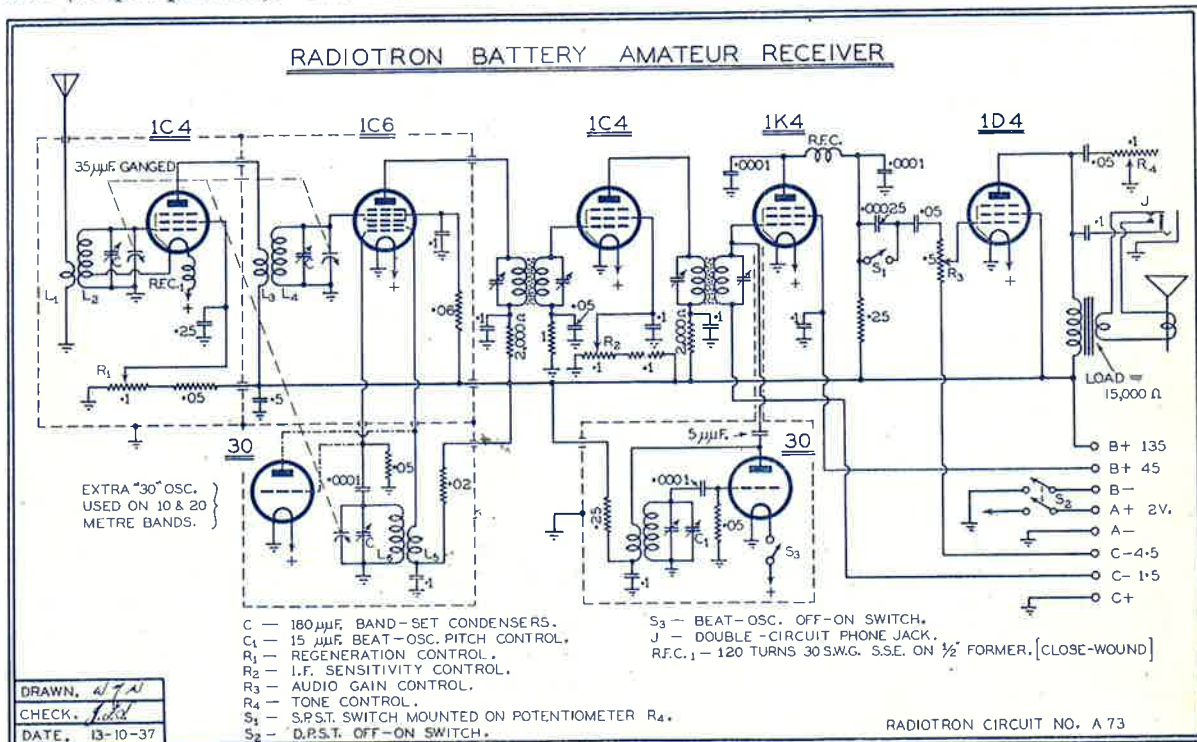 RADIOTRON BATTERY AMATEUR RECEIVER
1C4
1C6
1C4
1K4
1D4
35μμF. GANGED
R.F.C.
·0001
·0001
·05
·1
R4
J
·1
·00025
·05
S1
·5
R3
L1
L2
C
R.F.C.1
+
·25
L3
L4
C
+
·1
·06
+
·1
2,000Ω
·1
·05
R2
·1
·1
·1
2,000Ω
·1
+
·1
·25
+
LOAD =
15,000 Ω
R1
·1
·05
·5
30
EXTRA "30" OSC.
USED ON 10 & 20
METRE BANDS.
+
·0001
·05
C
L6
L5
·02
·1
5μμF.
30
·25
·0001
·05
C1
·1
S3
+
B+ 135
B+ 45
B-
S2
A+ 2V.
A-
C-4·5
C-1·5
C+
C — 180μμF. BAND-SET CONDENSERS.
C1 — 15 μμF. BEAT-OSC. PITCH CONTROL.
R1 — REGENERATION CONTROL.
R2 — I.F. SENSITIVITY CONTROL.
R3 — AUDIO GAIN CONTROL.
R4 — TONE CONTROL.
S1 — S.P.S.T. SWITCH MOUNTED ON POTENTIOMETER R4.
S2 — D.P.S.T. OFF-ON SWITCH.
S3 — BEAT-OSC. OFF-ON SWITCH.
J — DOUBLE-CIRCUIT PHONE JACK.
R.F.C.1 — 120 TURNS 30 S.W.G. S.S.E. ON 1/2" FORMER. [CLOSE-WOUND]
DRAWN.
CHECK.
DATE. 13-10-37
RADIOTRON CIRCUIT NO. A 73